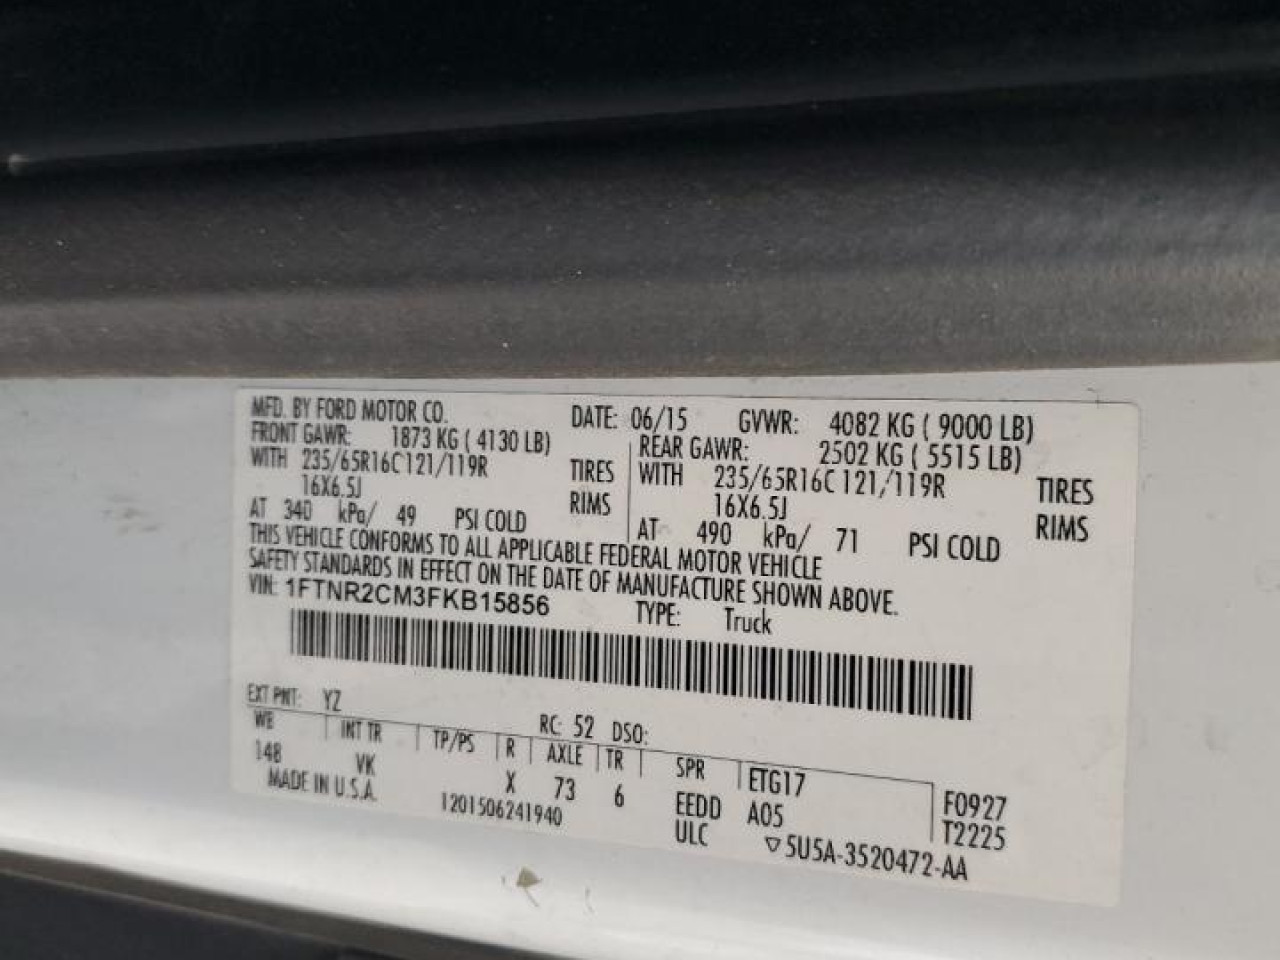 MFD. BY FORD MOTOR CO. DATE: 06/15 GVWR: 4082 KG ( 9000 LB)
FRONT GAWR: 1873 KG ( 4130 LB) REAR GAWR: 2502 KG ( 5515 LB)
WITH 235/65R16C 121/119R TIRES WITH 235/65R16C 121/119R TIRES
16X6.5J RIMS 16X6.5J RIMS
AT 340 kPa/ 49 PSI COLD AT 490 kPa/ 71 PSI COLD
THIS VEHICLE CONFORMS TO ALL APPLICABLE FEDERAL MOTOR VEHICLE
SAFETY STANDARDS IN EFFECT ON THE DATE OF MANUFACTURE SHOWN ABOVE.
VIN: 1FTNR2CM3FKB15856 TYPE: Truck
EXT PNT: YZ RC: 52 DSO:
WB INT TR TP/PS R AXLE TR SPR ETG17 F0927
148 VK X 73 6 EEDD A05 T2225
MADE IN U.S.A. 1201506241940 ULC ▽5U5A-3520472-AA